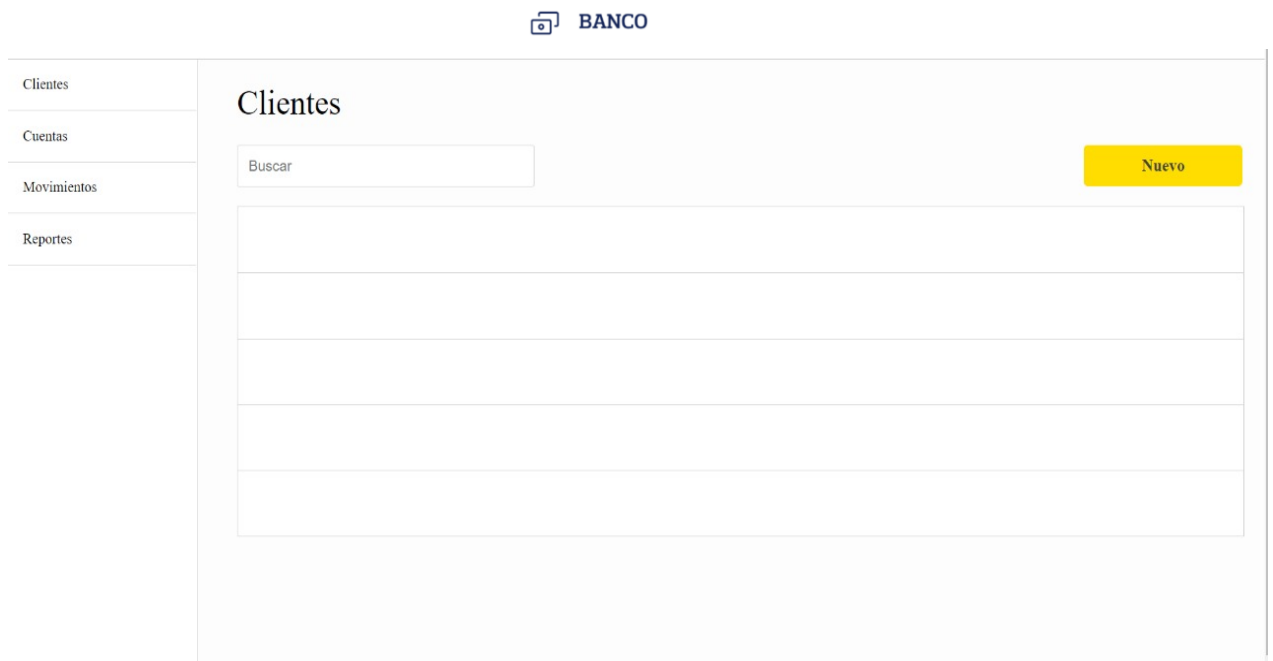 BANCO
Clientes
Cuentas
Movimientos
Reportes
Clientes
Buscar
Nuevo